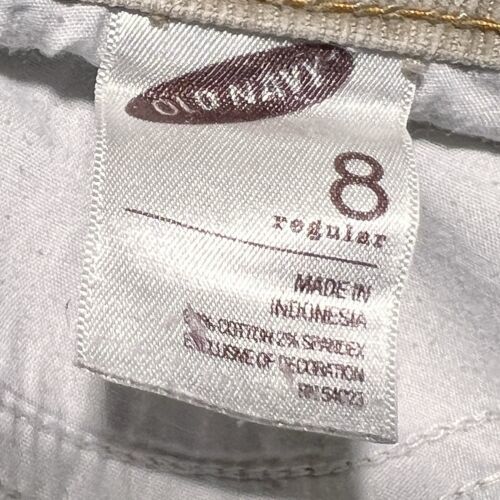 OLD NAVY
8
regular
MADE IN
INDONESIA
COTTON 2% SPANDEX
EXCLUSIVE OF DECORATION
RN 54023